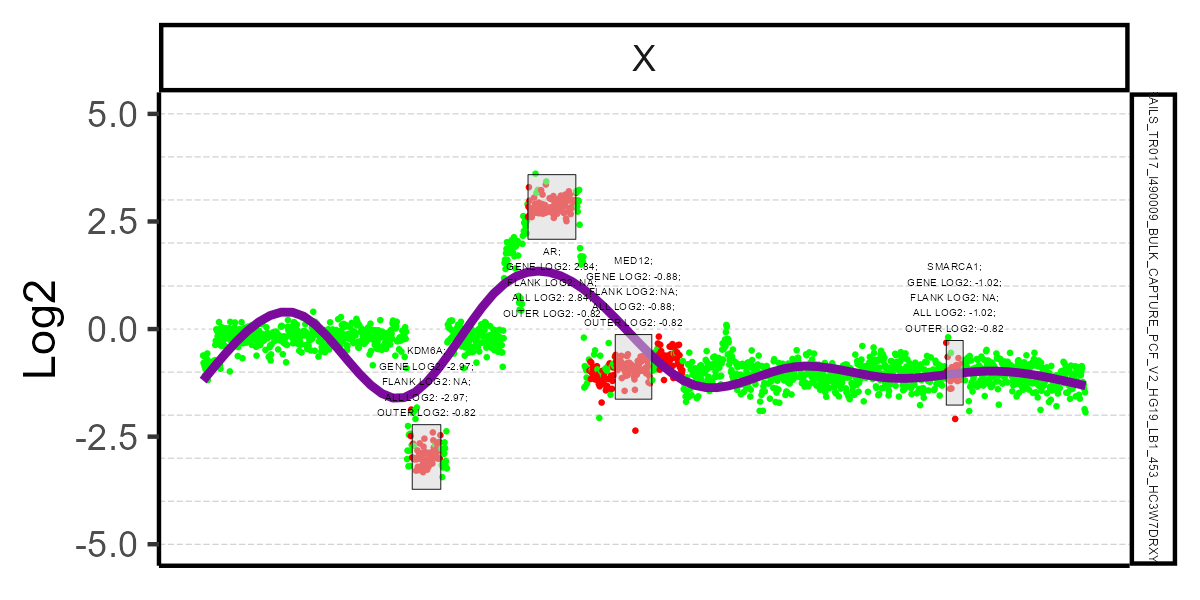 X
5.0
2.5
0.0
-2.5
-5.0
Log2
AR;
GENE LOG2: 2.84;
FLANK LOG2: NA;
ALL LOG2: 2.84;
OUTER LOG2: -0.82
MED12;
GENE LOG2: -0.88;
FLANK LOG2: NA;
ALL LOG2: -0.88;
OUTER LOG2: -0.82
SMARCA1;
GENE LOG2: -1.02;
FLANK LOG2: NA;
ALL LOG2: -1.02;
OUTER LOG2: -0.82
KDM6A;
GENE LOG2: -2.97;
FLANK LOG2: NA;
ALL LOG2: -2.97;
OUTER LOG2: -0.82
AILS_TR017_I490009_BULK_CAPTURE_PCF_V2_HG19_LB1_453_HC3W7DRXY